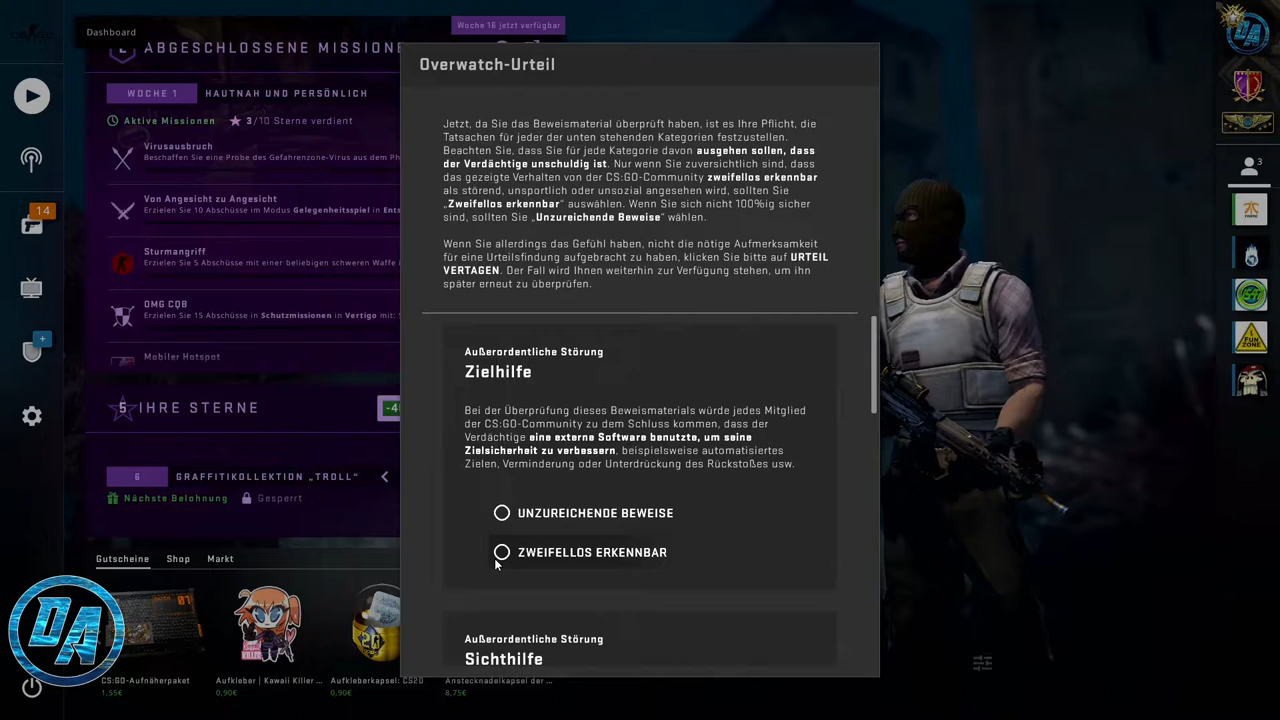 CS:GO
Dashboard
Woche 16 jetzt verfügbar
ABGESCHLOSSENE MISSIONE
WOCHE 1
HAUTNAH UND PERSÖNLICH
Aktive Missionen
3/10 Sterne verdient
Virusausbruch
Beschaffen Sie eine Probe des Gefahrenzone-Virus aus dem Ph
Von Angesicht zu Angesicht
Erzielen Sie 10 Abschüsse im Modus Gelegenheitsspiel in Ents
Sturmangriff
Erzielen Sie 5 Abschüsse mit einer beliebigen schweren Waffe i
OMG CQB
Erzielen Sie 15 Abschüsse in Schutzmissionen in Vertigo mit:
Mobiler Hotspot
5 IHRE STERNE
6
GRAFFITIKOLLEKTION „TROLL“
Nächste Belohnung
Gesperrt
Gutscheine
Shop
Markt
CS:GO-Aufnäherpaket
1,55€
Aufkleber | Kawaii Killer ...
0,90€
Aufkleberkapsel: CS20
0,90€
Anstecknadelkapsel der ...
8,75€
14
+
DA
Overwatch-Urteil
Jetzt, da Sie das Beweismaterial überprüft haben, ist es Ihre Pflicht, die
Tatsachen für jeder der unten stehenden Kategorien festzustellen.
Beachten Sie, dass Sie für jede Kategorie davon ausgehen sollen, dass
der Verdächtige unschuldig ist. Nur wenn Sie zuversichtlich sind, dass
das gezeigte Verhalten von der CS:GO-Community zweifellos erkennbar
als störend, unsportlich oder unsozial angesehen wird, sollten Sie
„Zweifellos erkennbar“ auswählen. Wenn Sie sich nicht 100%ig sicher
sind, sollten Sie „Unzureichende Beweise“ wählen.
Wenn Sie allerdings das Gefühl haben, nicht die nötige Aufmerksamkeit
für eine Urteilsfindung aufgebracht zu haben, klicken Sie bitte auf URTEIL
VERTAGEN. Der Fall wird Ihnen weiterhin zur Verfügung stehen, um ihn
später erneut zu überprüfen.
Außerordentliche Störung
Zielhilfe
Bei der Überprüfung dieses Beweismaterials würde jedes Mitglied
der CS:GO-Community zu dem Schluss kommen, dass der
Verdächtige eine externe Software benutzte, um seine
Zielsicherheit zu verbessern, beispielsweise automatisiertes
Zielen, Verminderung oder Unterdrückung des Rückstoßes usw.
UNZUREICHENDE BEWEISE
ZWEIFELLOS ERKENNBAR
Außerordentliche Störung
Sichthilfe
DA
3
FNATIC
FUN
ZONE